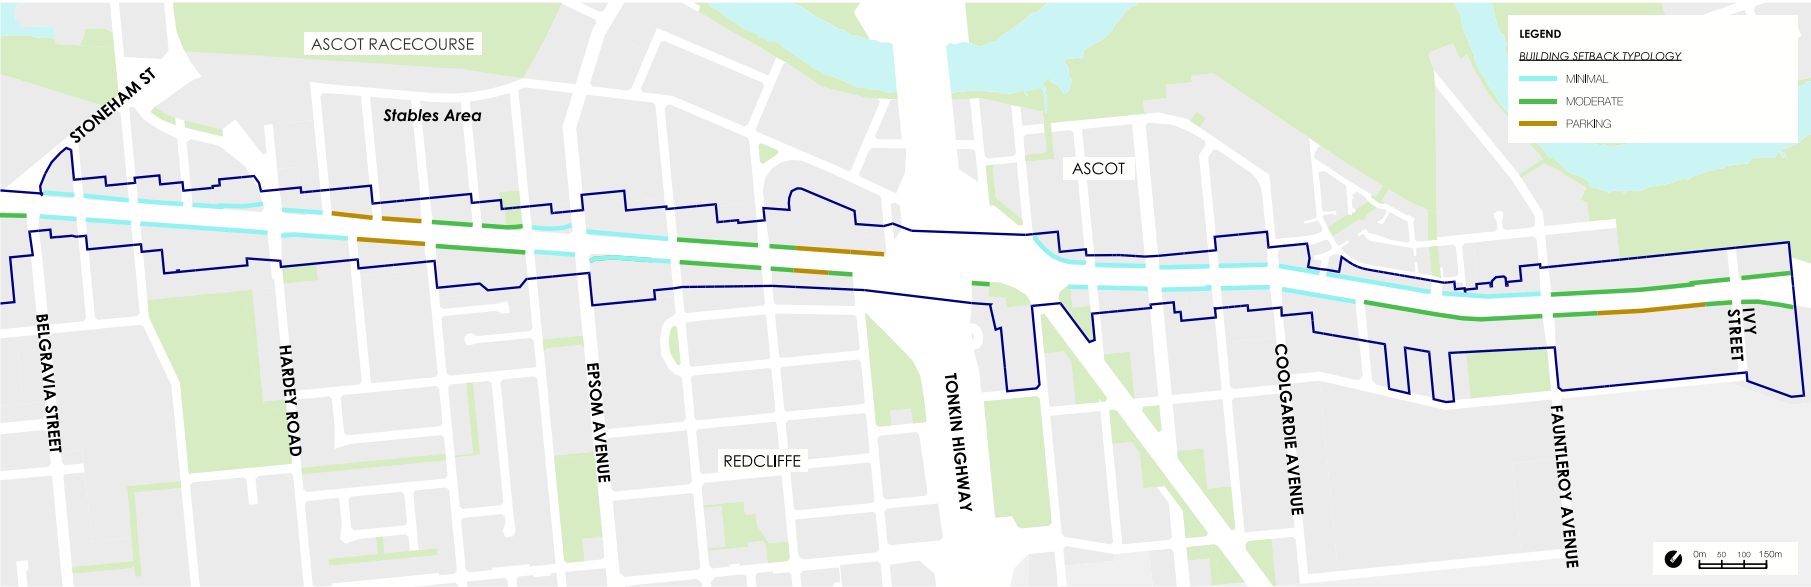 LEGEND
BUILDING SETBACK TYPOLOGY
MINIMAL
MODERATE
PARKING
ASCOT RACECOURSE
STONEHAM ST
Stables Area
ASCOT
BELGRAVIA STREET
HARDEY ROAD
EPSOM AVENUE
REDCLIFFE
TONKIN HIGHWAY
COOLGARDIE AVENUE
FAUNTLEROY AVENUE
IVY
STREET
0m 50 100 150m